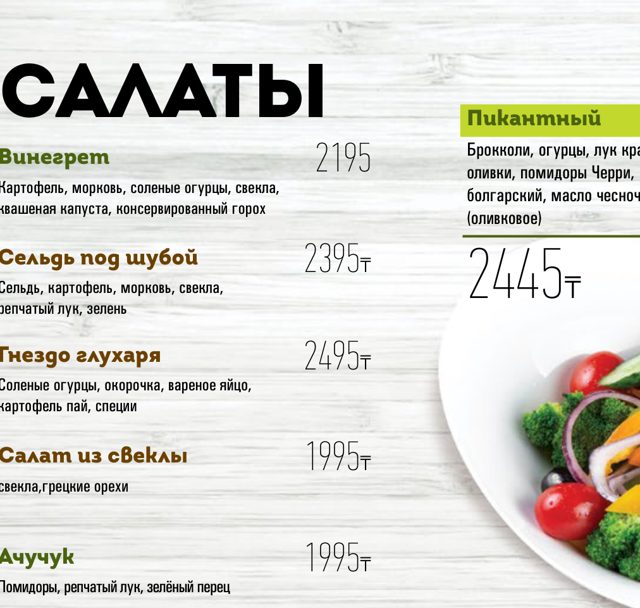 САЛАТЫ
Винегрет 2195
Картофель, морковь, соленые огурцы, свекла,
квашеная капуста, консервированный горох
Сельдь под шубой 2395₸
Сельдь, картофель, морковь, свекла,
репчатый лук, зелень
Гнездо глухаря 2495₸
Соленые огурцы, окорочка, вареное яйцо,
картофель пай, специи
Салат из свеклы 1995₸
свекла,грецкие орехи
Ачучук 1995₸
Помидоры, репчатый лук, зелёный перец
Пикантный
Брокколи, огурцы, лук кра
оливки, помидоры Черри,
болгарский, масло чесноч
(оливковое)
2445₸